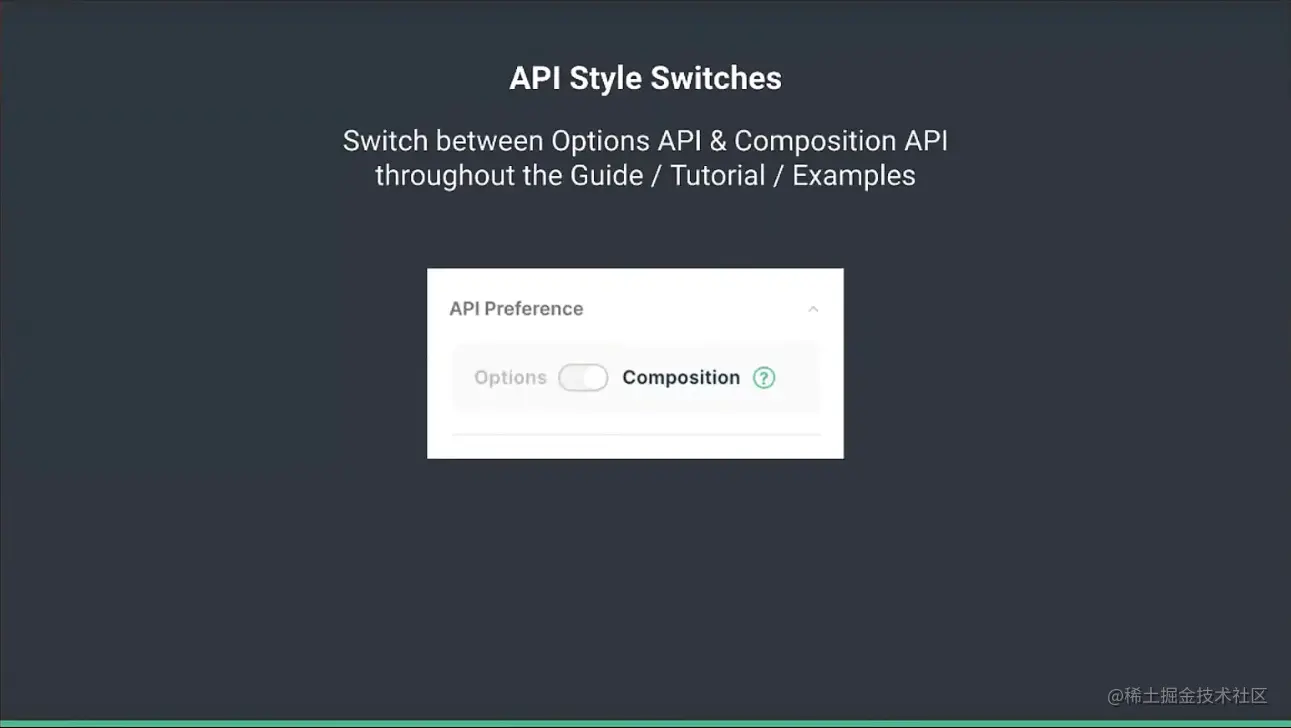 API Style Switches
Switch between Options API & Composition API
throughout the Guide / Tutorial / Examples
API Preference
Options Composition ?
@稀土掘金技术社区